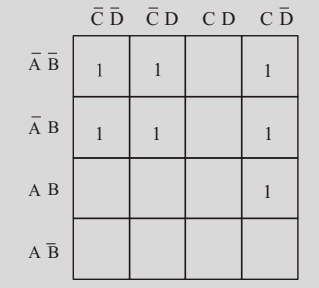 C̅ D̅ C̅ D C D C D̅
A̅ B̅ 1 1 1
A̅ B 1 1 1
A B 1
A B̅